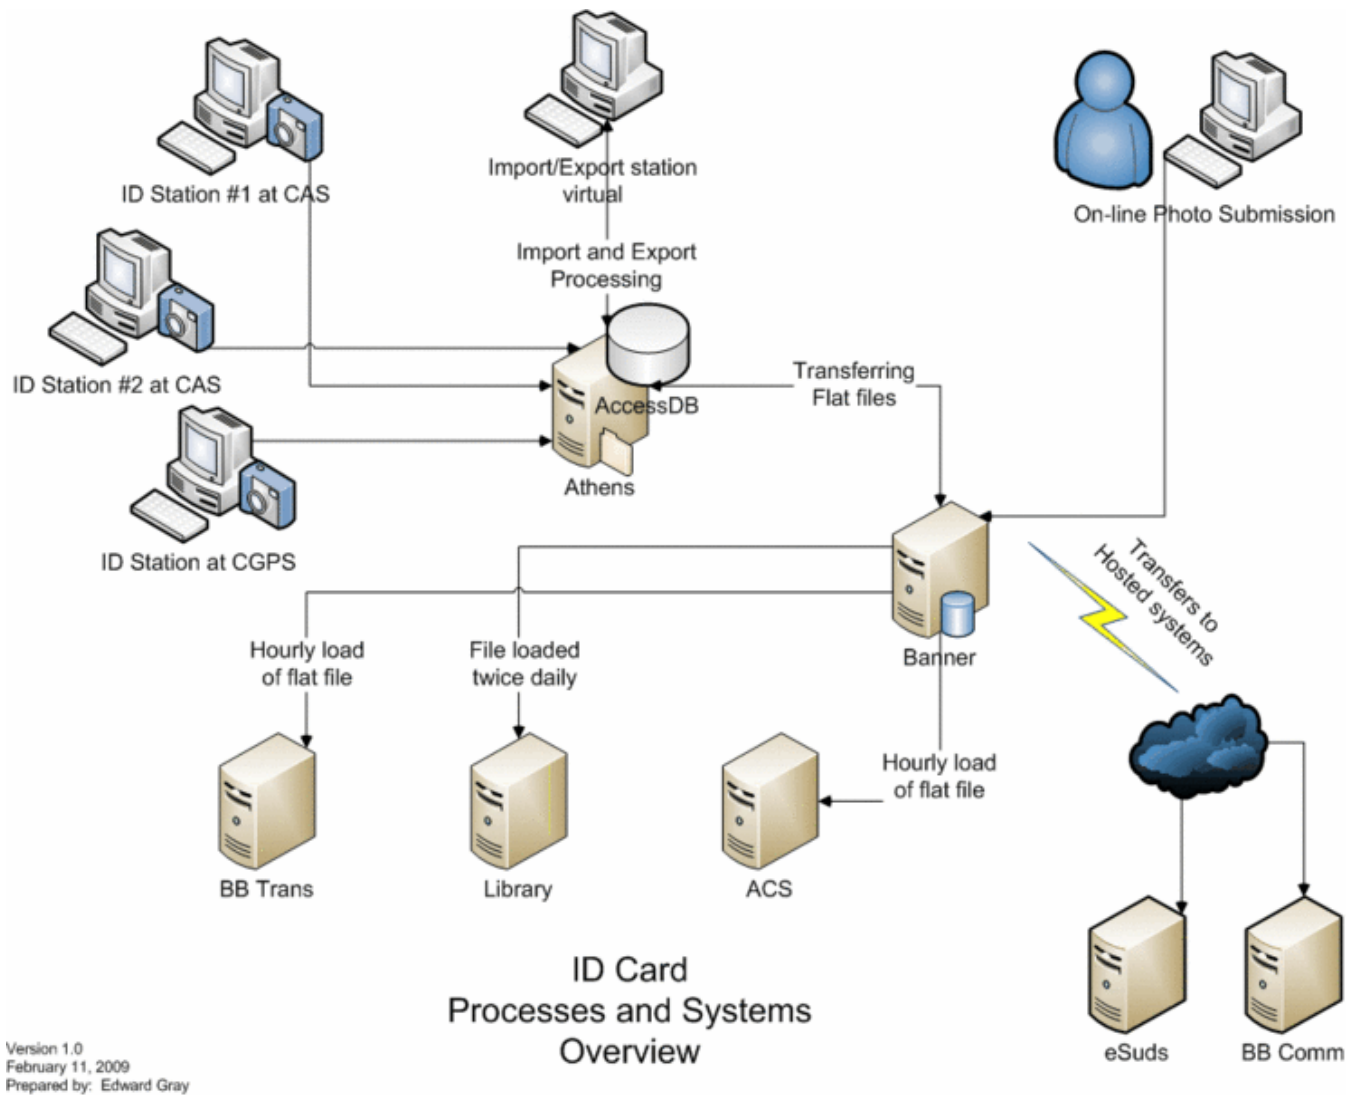 ID Station #1 at CAS
Import/Export station
virtual
On-line Photo Submission
Import and Export
Processing
ID Station #2 at CAS
Transferring
Flat files
AccessDB
Athens
ID Station at CGPS
Transfers to
Hosted systems
Hourly load
of flat file
File loaded
twice daily
Banner
Hourly load
of flat file
BB Trans
Library
ACS
eSuds
BB Comm
ID Card
Processes and Systems
Overview
Version 1.0
February 11, 2009
Prepared by: Edward Gray